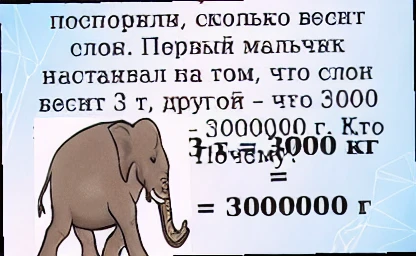 поспорили, сколько весит
слон. Первый мальчик
настаивал на том, что слон
весит 3 т, другой – что 3000
– 3000000 г. Кто
Почему?
3 т = 3000 кг
=
= 3000000 г